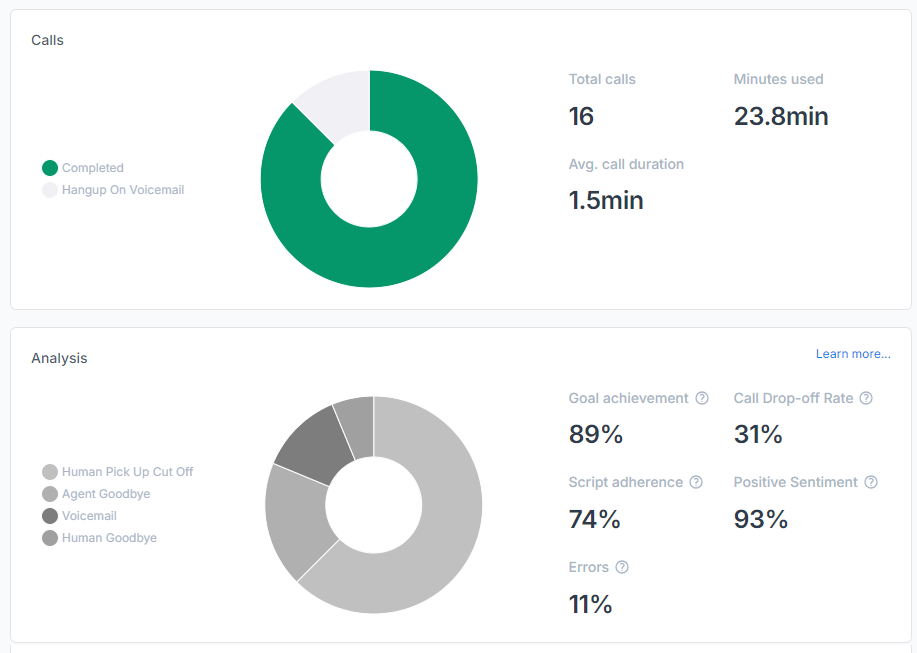 Calls
Completed
Hangup On Voicemail
Total calls
16
Minutes used
23.8min
Avg. call duration
1.5min
Analysis
Learn more...
Human Pick Up Cut Off
Agent Goodbye
Voicemail
Human Goodbye
Goal achievement ?
89%
Call Drop-off Rate ?
31%
Script adherence ?
74%
Positive Sentiment ?
93%
Errors ?
11%